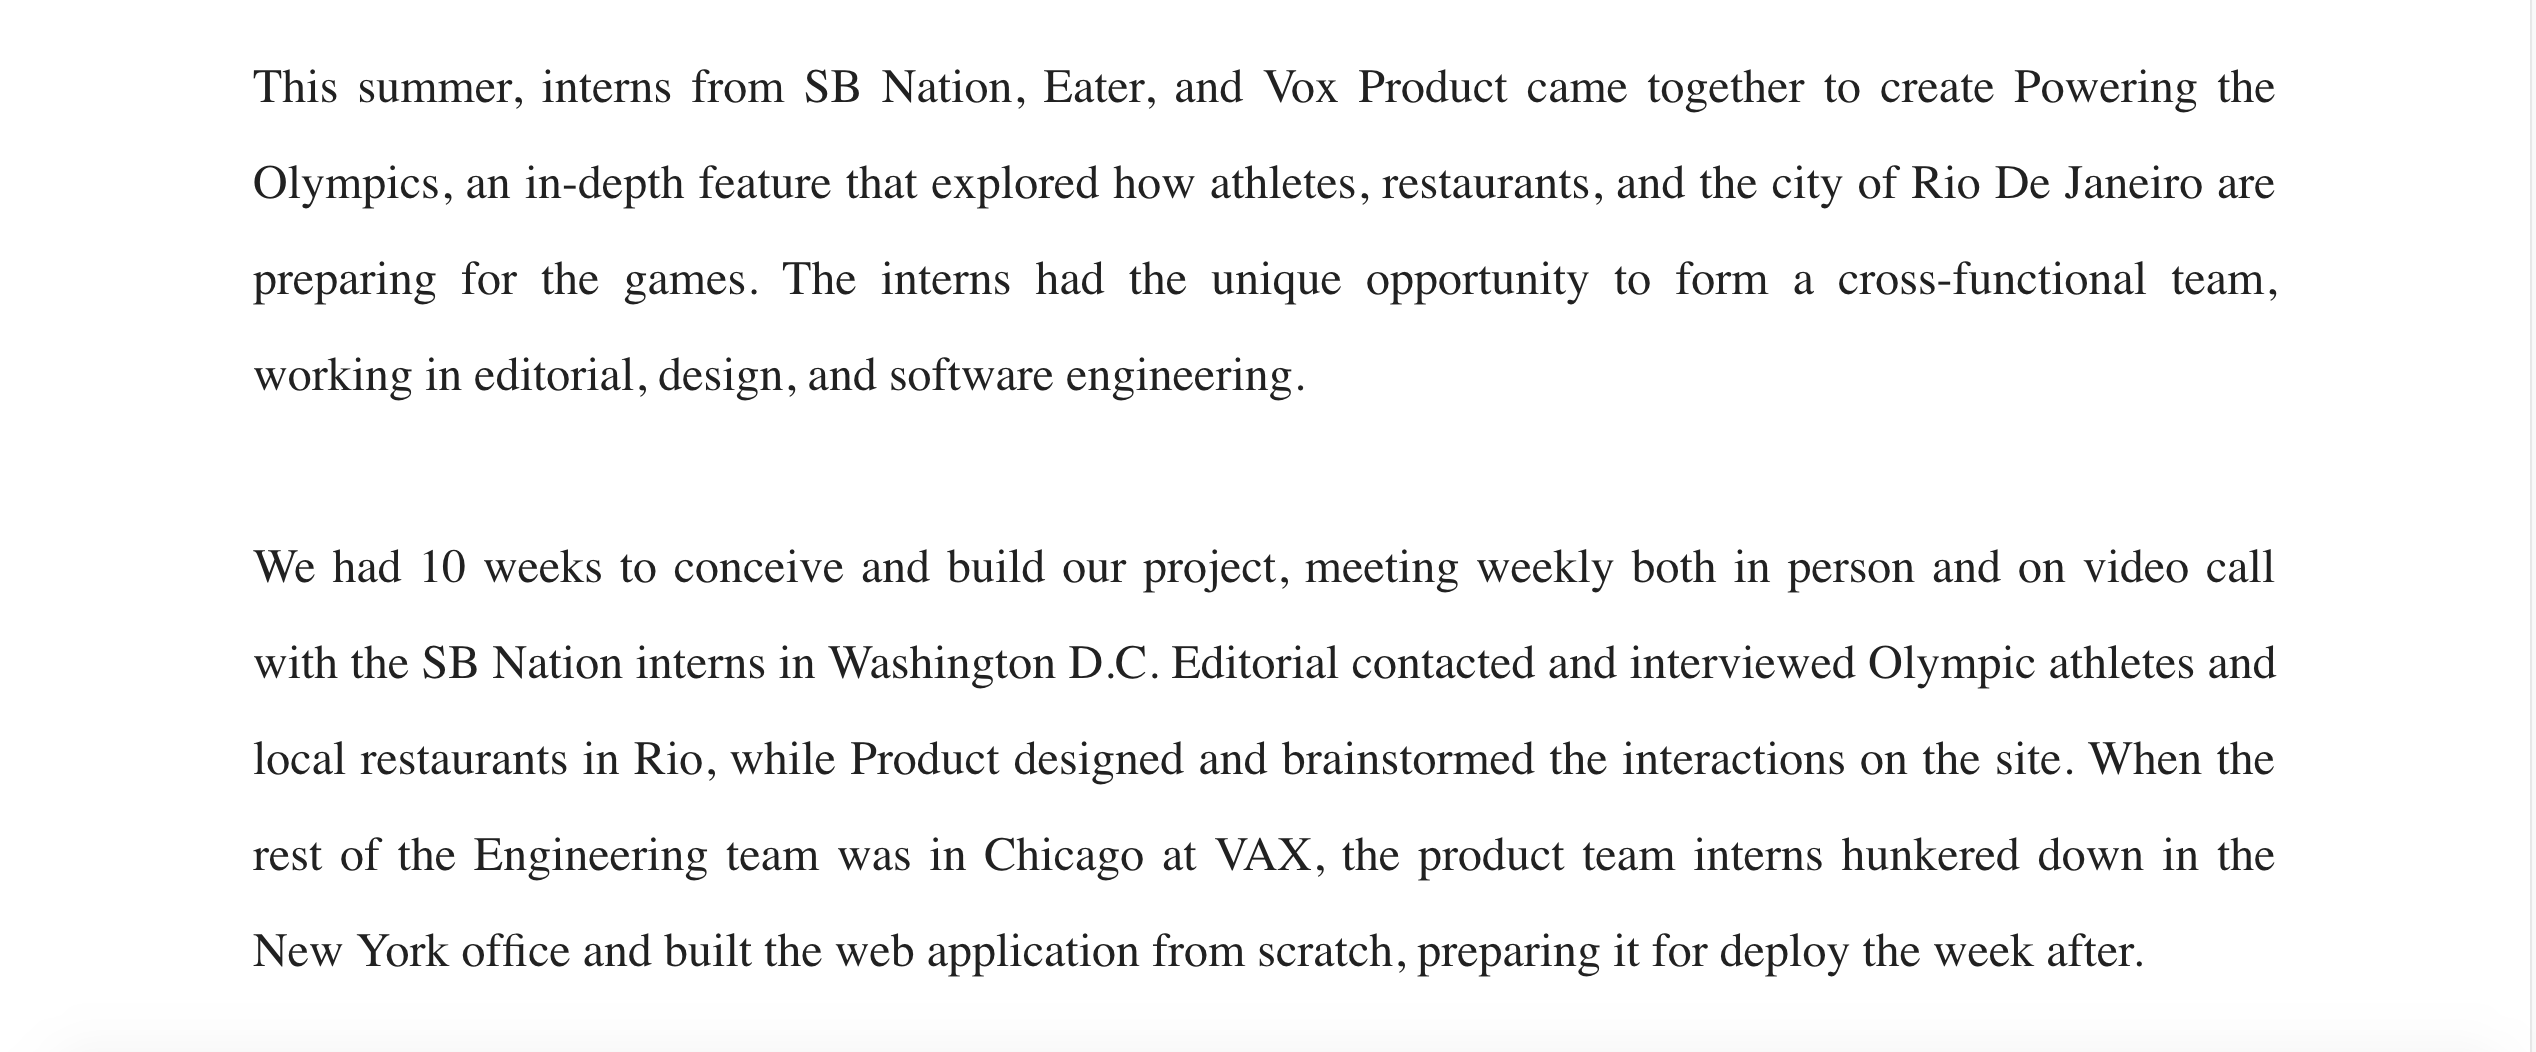 This summer, interns from SB Nation, Eater, and Vox Product came together to create Powering the
Olympics, an in-depth feature that explored how athletes, restaurants, and the city of Rio De Janeiro are
preparing for the games. The interns had the unique opportunity to form a cross-functional team,
working in editorial, design, and software engineering.
We had 10 weeks to conceive and build our project, meeting weekly both in person and on video call
with the SB Nation interns in Washington D.C. Editorial contacted and interviewed Olympic athletes and
local restaurants in Rio, while Product designed and brainstormed the interactions on the site. When the
rest of the Engineering team was in Chicago at VAX, the product team interns hunkered down in the
New York office and built the web application from scratch, preparing it for deploy the week after.